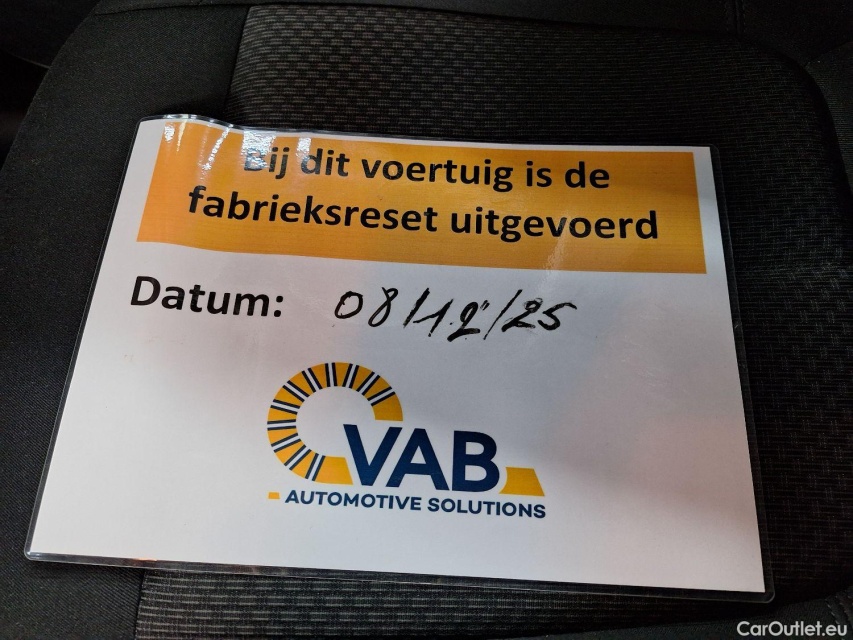 Bij dit voertuig is de
fabrieksreset uitgevoerd
Datum: 08/12/25
VAB
AUTOMOTIVE SOLUTIONS
CarOutlet.eu